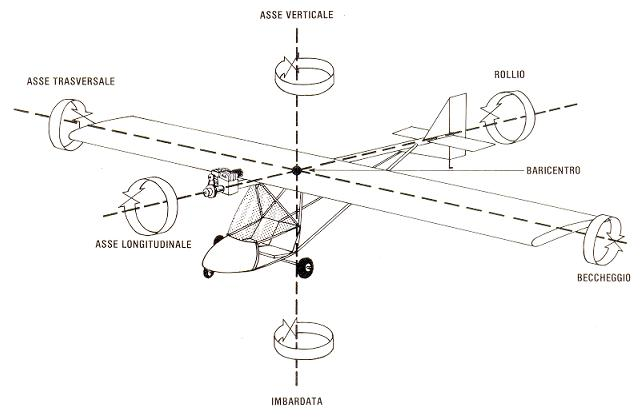 ASSE VERTICALE
ASSE TRASVERSALE
ROLLIO
BARICENTRO
ASSE LONGITUDINALE
BECCHEGGIO
IMBARDATA